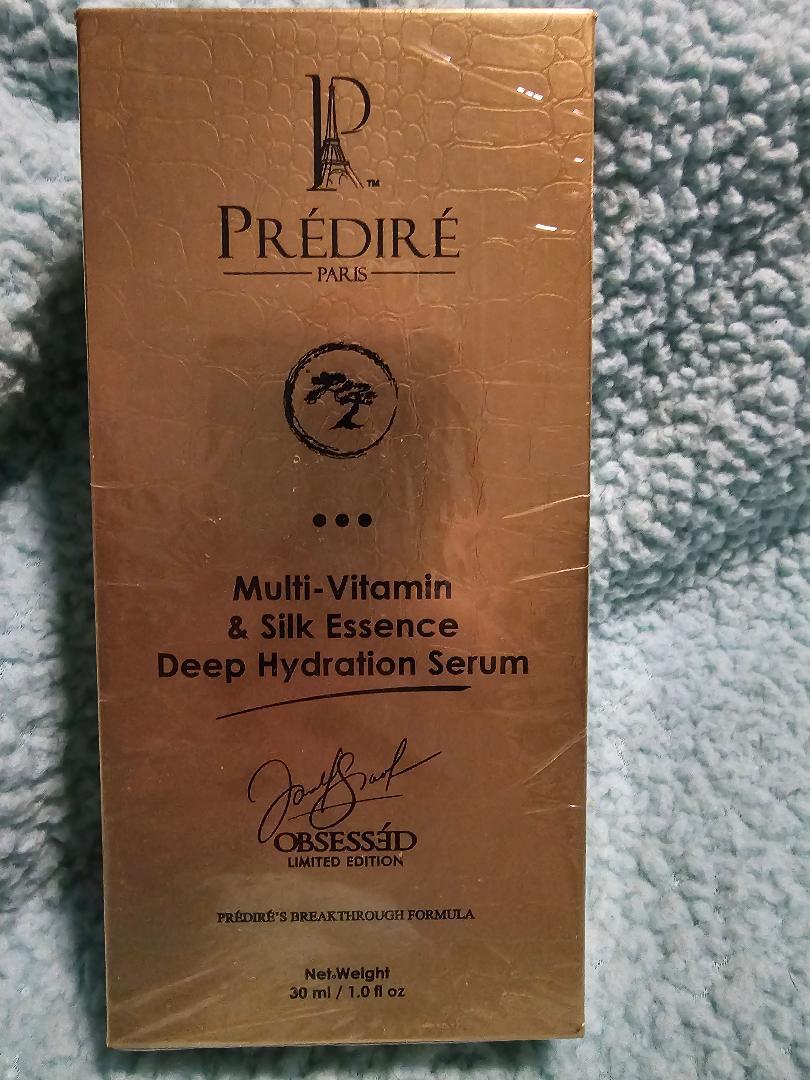 P
™
PRÉDIRÉ
PARIS
Multi-Vitamin
& Silk Essence
Deep Hydration Serum
OBSESSÉD
LIMITED EDITION
PRÉDIRÉ'S BREAKTHROUGH FORMULA
Net.Weight
30 ml / 1.0 fl oz